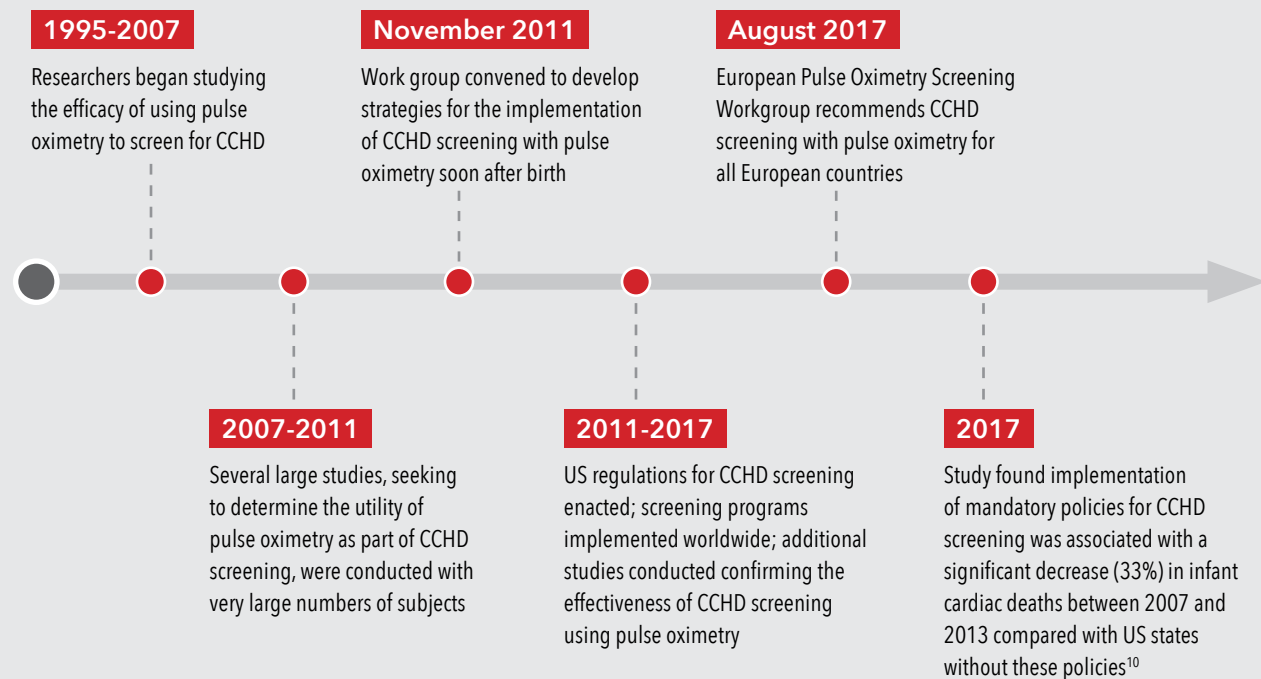 1995-2007
Researchers began studying
the efficacy of using pulse
oximetry to screen for CCHD
November 2011
Work group convened to develop
strategies for the implementation
of CCHD screening with pulse
oximetry soon after birth
August 2017
European Pulse Oximetry Screening
Workgroup recommends CCHD
screening with pulse oximetry for
all European countries
2007-2011
Several large studies, seeking
to determine the utility of
pulse oximetry as part of CCHD
screening, were conducted with
very large numbers of subjects
2011-2017
US regulations for CCHD screening
enacted; screening programs
implemented worldwide; additional
studies conducted confirming the
effectiveness of CCHD screening
using pulse oximetry
2017
Study found implementation
of mandatory policies for CCHD
screening was associated with a
significant decrease (33%) in infant
cardiac deaths between 2007 and
2013 compared with US states
without these policies¹⁰